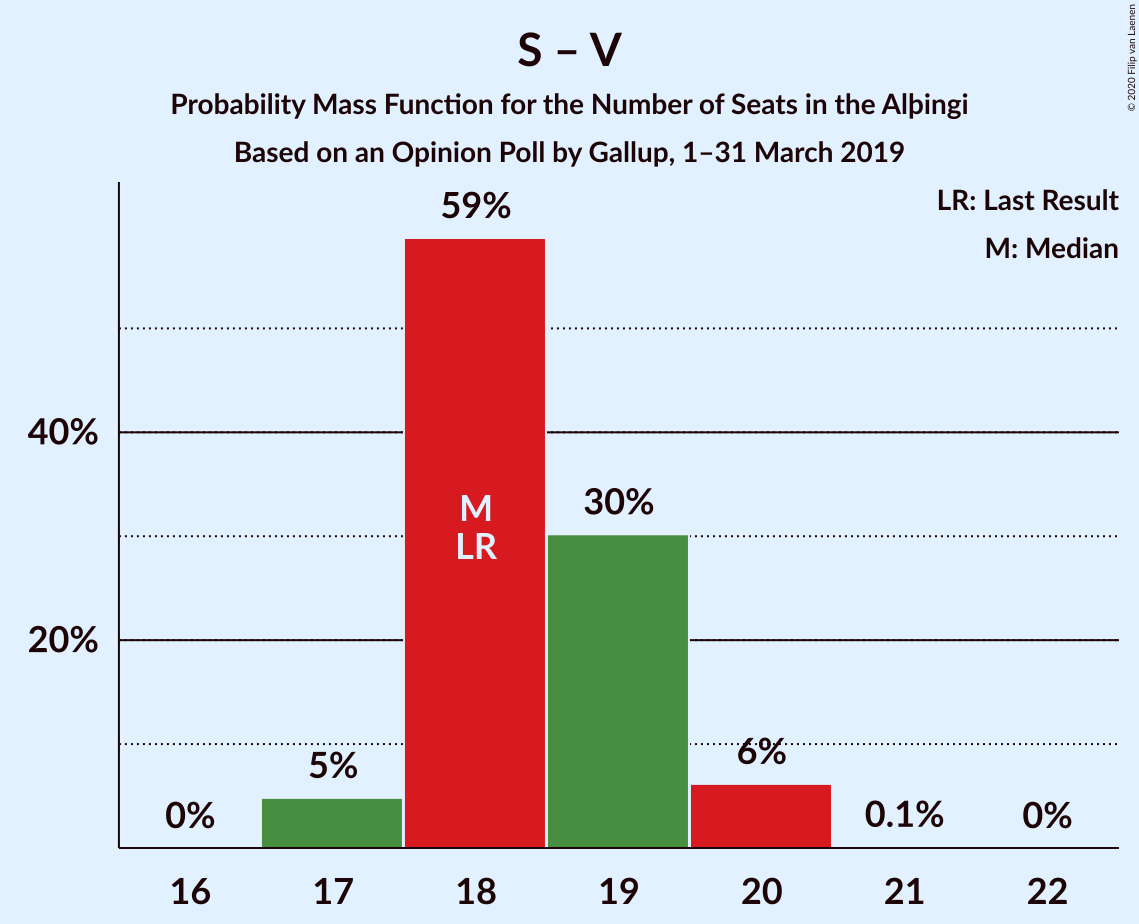 S – V
Probability Mass Function for the Number of Seats in the Alþingi
Based on an Opinion Poll by Gallup, 1–31 March 2019
© 2020 Filip van Laenen
LR: Last Result
M: Median
59%
40%
M
LR
30%
20%
0%
5%
6%
0.1%
0%
16
17
18
19
20
21
22